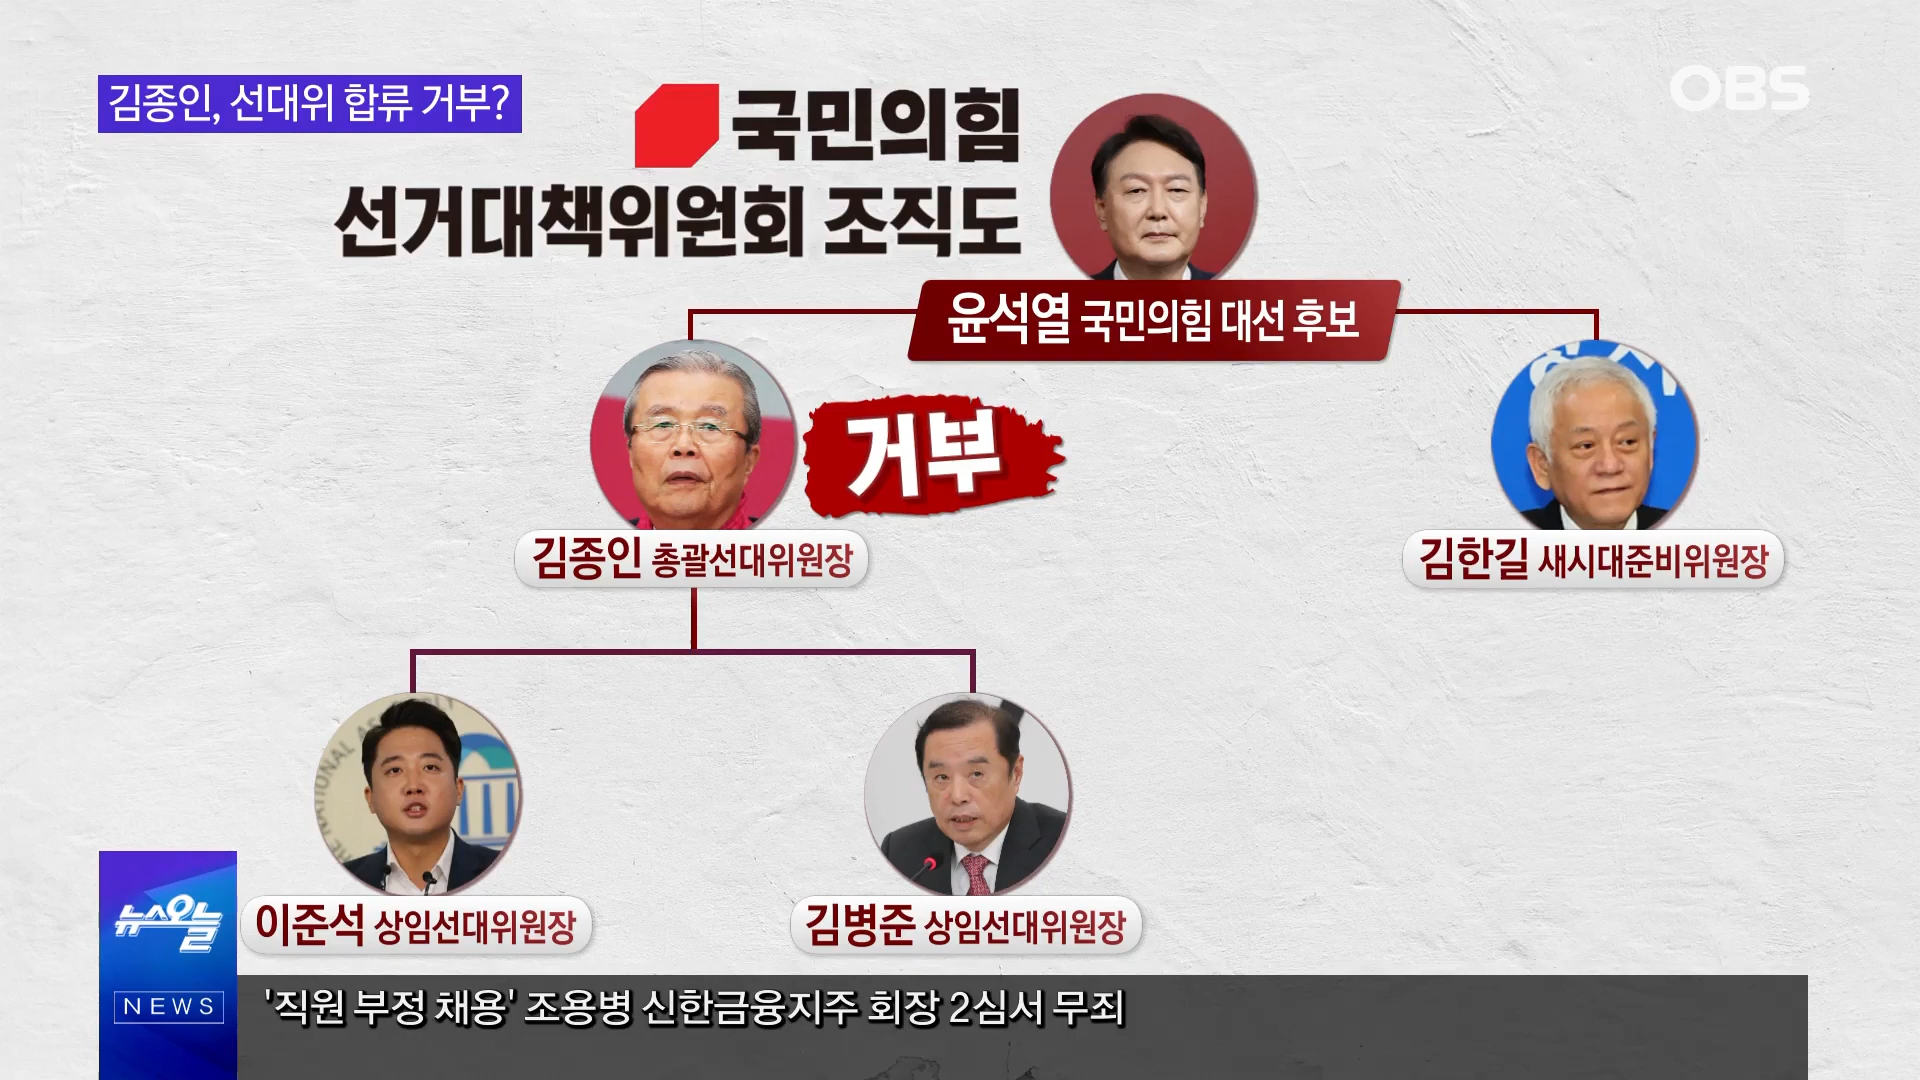 김종인, 선대위 합류 거부?
OBS
국민의힘
선거대책위원회 조직도
윤석열 국민의힘 대선 후보
거부
김종인 총괄선대위원장
김한길 새시대준비위원장
이준석 상임선대위원장
김병준 상임선대위원장
뉴스오늘
NEWS
'직원 부정 채용' 조용병 신한금융지주 회장 2심서 무죄